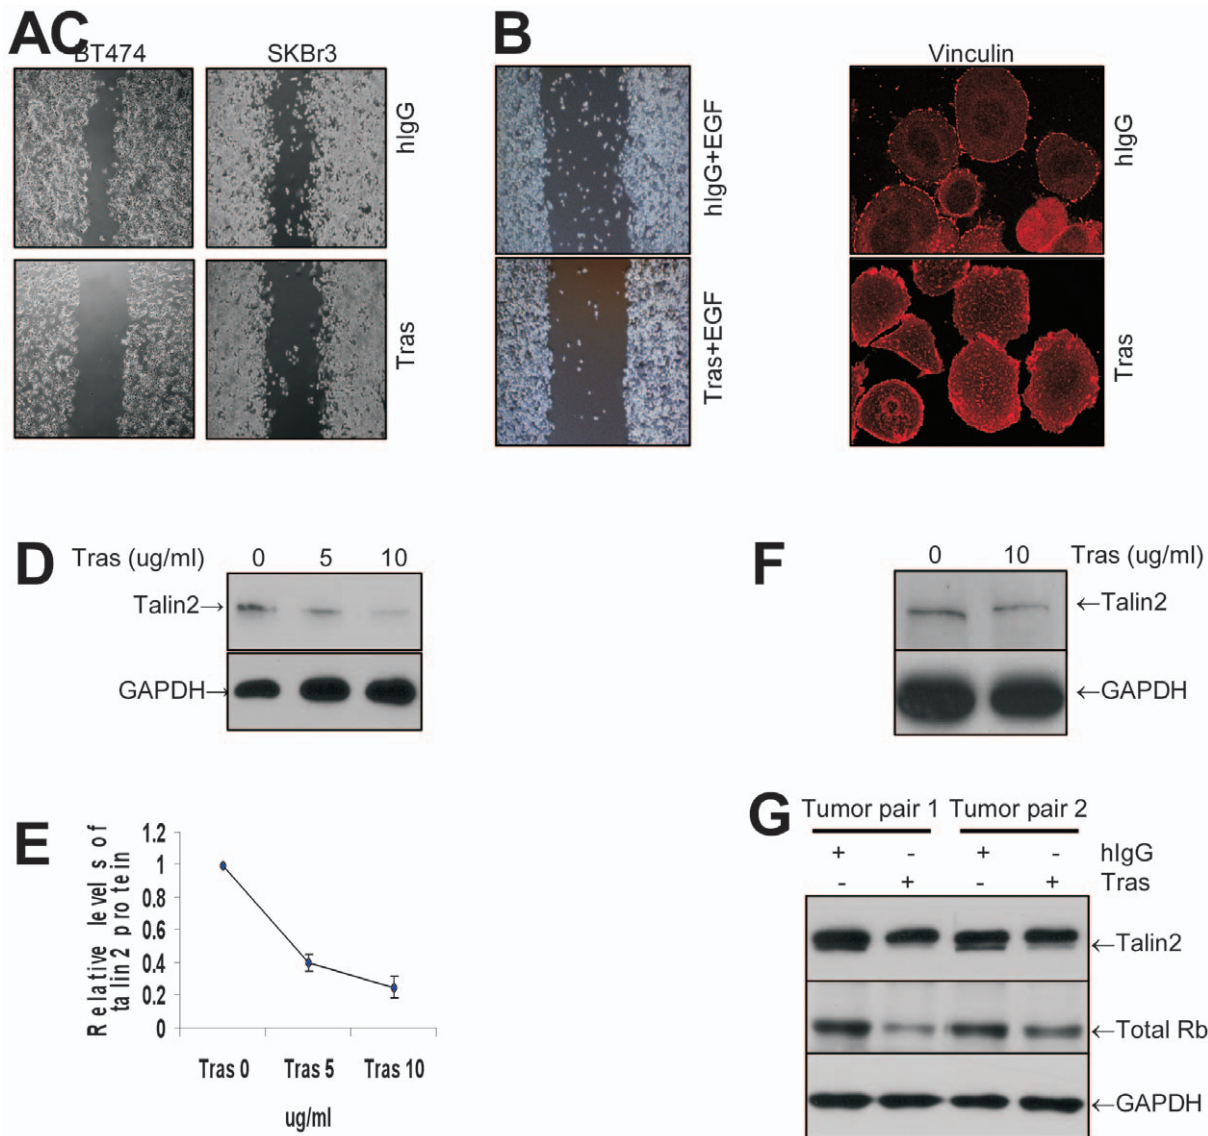 AC
BT474
SKBr3
hIgG
Tras
B
hIgG+EGF
Tras+EGF
Vinculin
hIgG
Tras
D
Tras (ug/ml) 0 5 10
Talin2→
GAPDH→
F
0 10 Tras (ug/ml)
←Talin2
←GAPDH
E
Relative levels of
talin2 protein
1.2
1
0.8
0.6
0.4
0.2
0
Tras 0 Tras 5 Tras 10
ug/ml
G
Tumor pair 1 Tumor pair 2
+ - + - hIgG
- + - + Tras
←Talin2
←Total Rb
←GAPDH